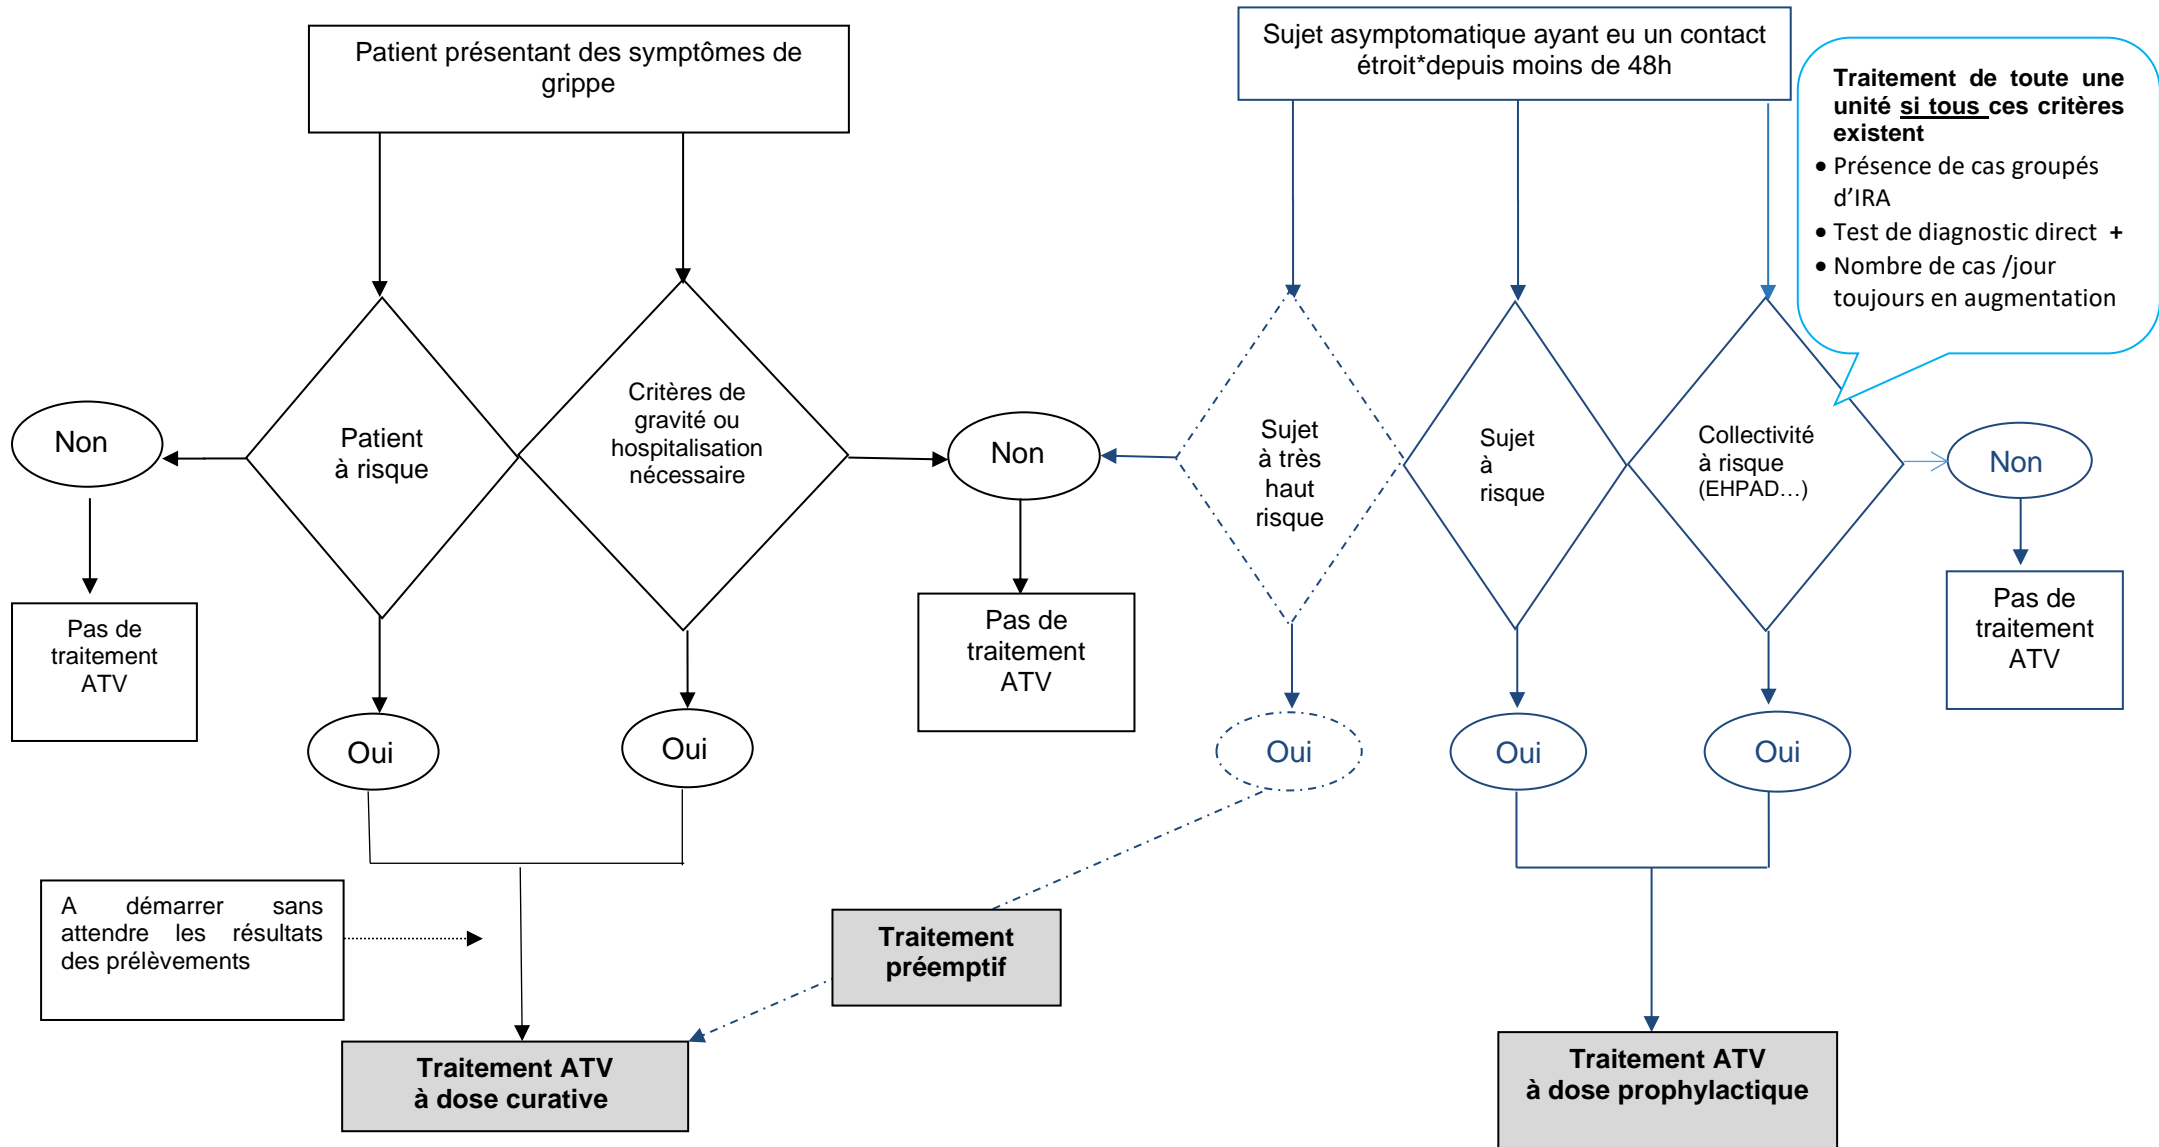 Patient présentant des symptômes de
grippe
Sujet asymptomatique ayant eu un contact
étroit*depuis moins de 48h
Traitement de toute une
unité si tous ces critères
existent
• Présence de cas groupés
d’IRA
• Test de diagnostic direct +
• Nombre de cas /jour
toujours en augmentation
Non
Patient
à risque
Critères de
gravité ou
hospitalisation
nécessaire
Non
Sujet
à très
haut
risque
Sujet
à
risque
Collectivité
à risque
(EHPAD…)
Non
Pas de
traitement
ATV
Pas de
traitement
ATV
Pas de
traitement
ATV
Oui
Oui
Oui
Oui
Oui
A démarrer sans
attendre les résultats
des prélèvements
Traitement
préemptif
Traitement ATV
à dose curative
Traitement ATV
à dose prophylactique